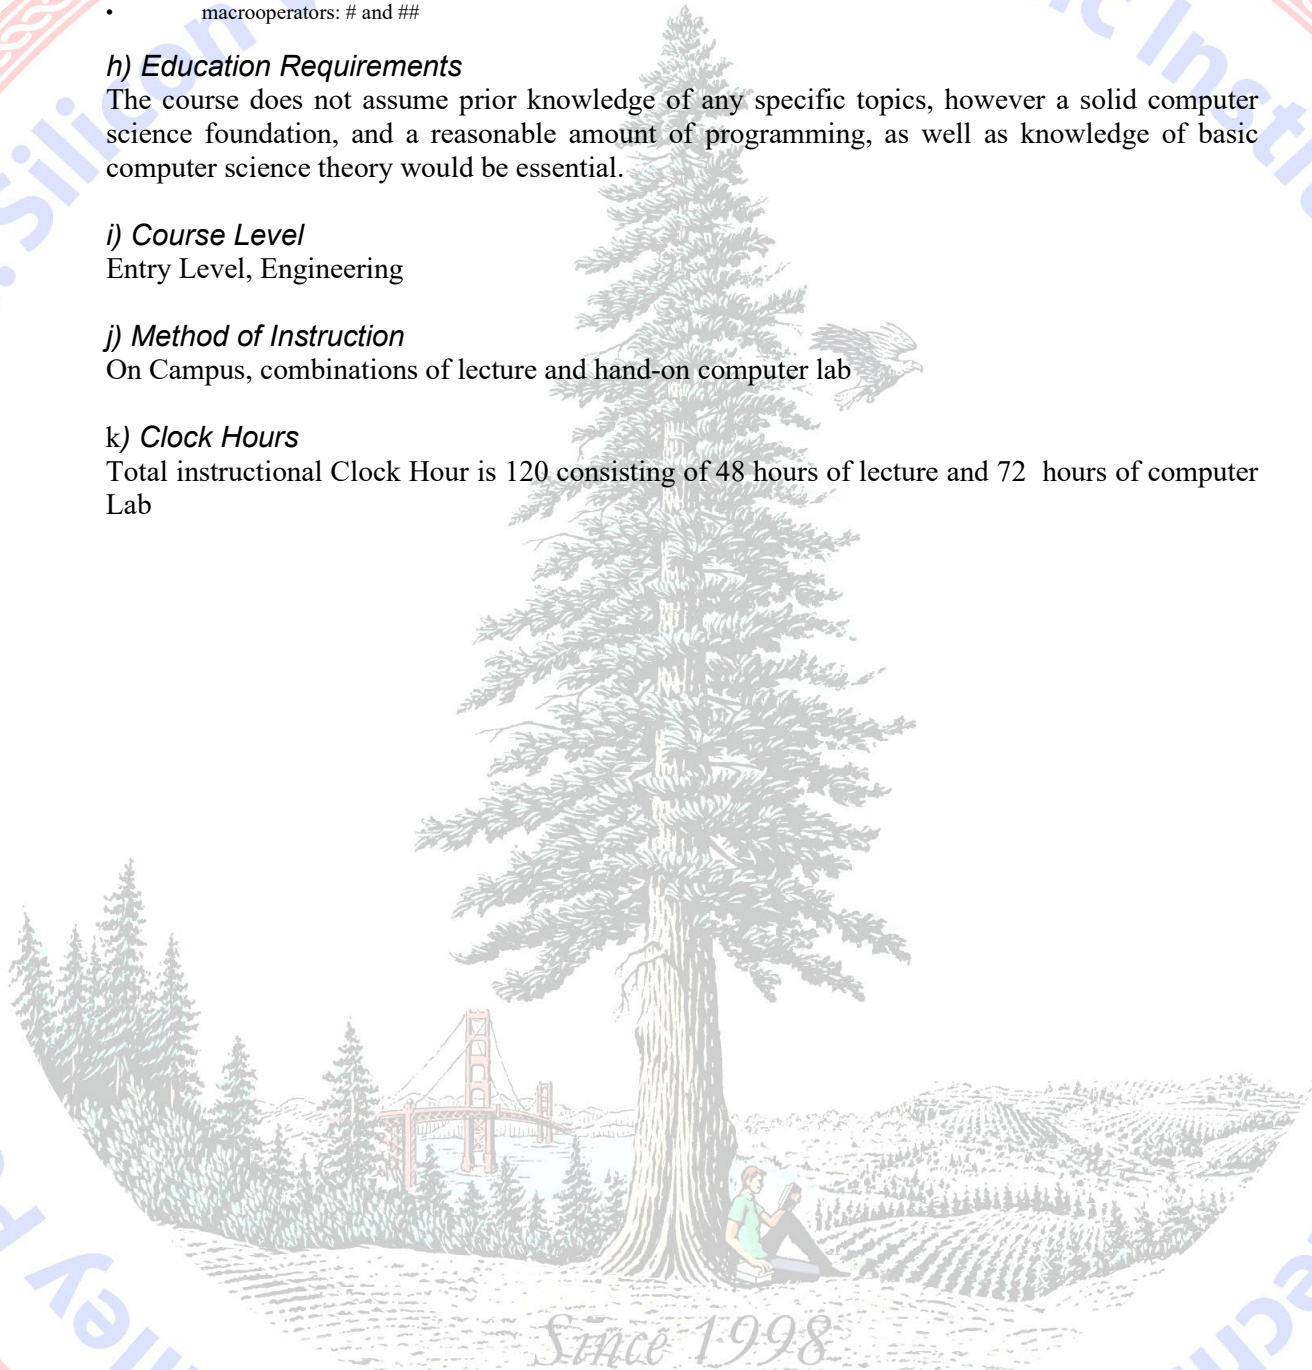 • macrooperators: # and ##
h) Education Requirements
The course does not assume prior knowledge of any specific topics, however a solid computer
science foundation, and a reasonable amount of programming, as well as knowledge of basic
computer science theory would be essential.
i) Course Level
Entry Level, Engineering
j) Method of Instruction
On Campus, combinations of lecture and hand-on computer lab
k) Clock Hours
Total instructional Clock Hour is 120 consisting of 48 hours of lecture and 72  hours of computer
Lab
Since 1998